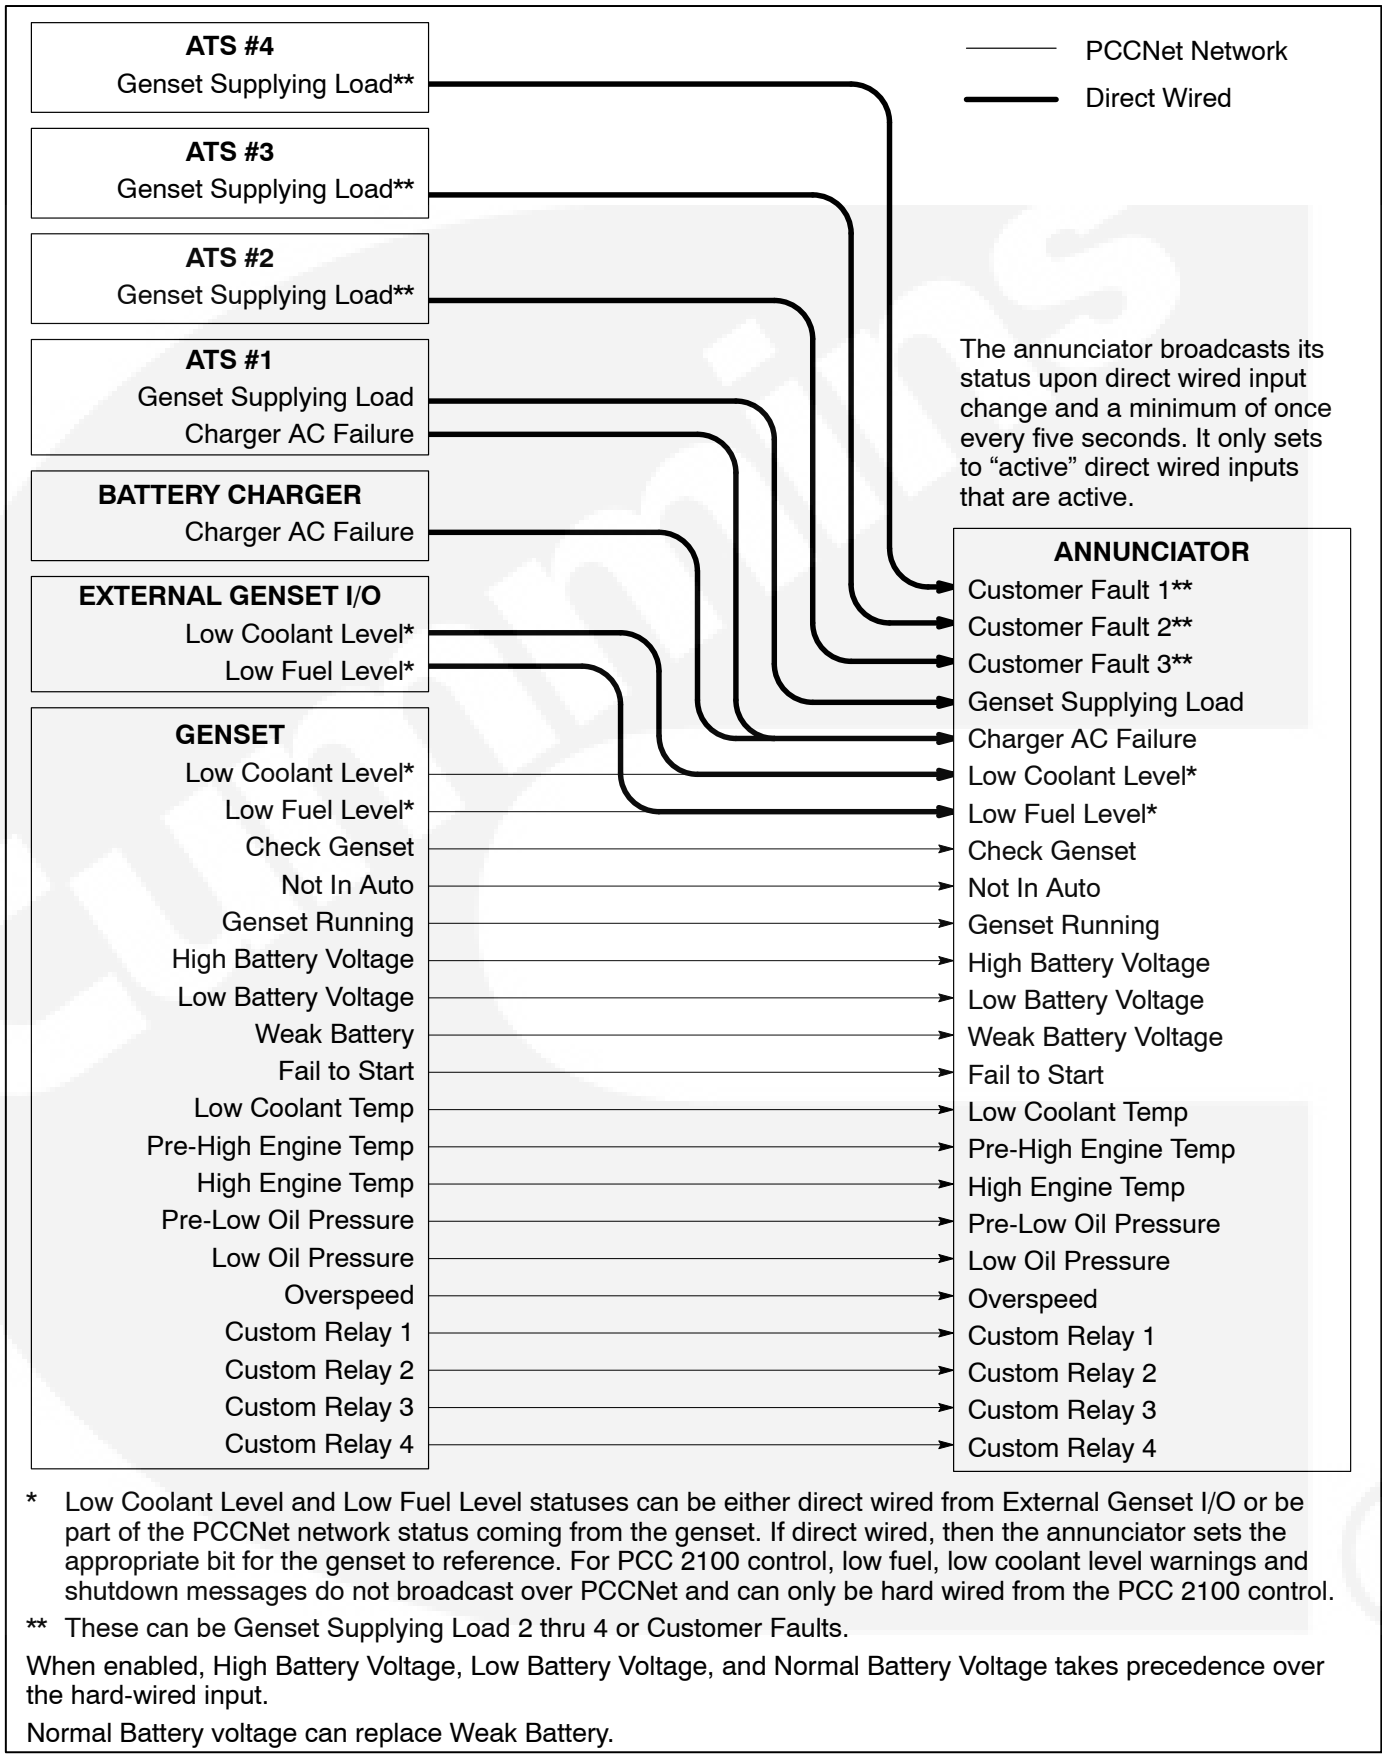 ATS #4
Genset Supplying Load**
PCCNet Network
Direct Wired
ATS #3
Genset Supplying Load**
ATS #2
Genset Supplying Load**
ATS #1
Genset Supplying Load
Charger AC Failure
BATTERY CHARGER
Charger AC Failure
EXTERNAL GENSET I/O
Low Coolant Level*
Low Fuel Level*
GENSET
Low Coolant Level*
Low Fuel Level*
Check Genset
Not In Auto
Genset Running
High Battery Voltage
Low Battery Voltage
Weak Battery
Fail to Start
Low Coolant Temp
Pre-High Engine Temp
High Engine Temp
Pre-Low Oil Pressure
Low Oil Pressure
Overspeed
Custom Relay 1
Custom Relay 2
Custom Relay 3
Custom Relay 4
The annunciator broadcasts its
status upon direct wired input
change and a minimum of once
every five seconds. It only sets
to “active” direct wired inputs
that are active.
ANNUNCIATOR
Customer Fault 1**
Customer Fault 2**
Customer Fault 3**
Genset Supplying Load
Charger AC Failure
Low Coolant Level*
Low Fuel Level*
Check Genset
Not In Auto
Genset Running
High Battery Voltage
Low Battery Voltage
Weak Battery Voltage
Fail to Start
Low Coolant Temp
Pre-High Engine Temp
High Engine Temp
Pre-Low Oil Pressure
Low Oil Pressure
Overspeed
Custom Relay 1
Custom Relay 2
Custom Relay 3
Custom Relay 4
* Low Coolant Level and Low Fuel Level statuses can be either direct wired from External Genset I/O or be
part of the PCCNet network status coming from the genset. If direct wired, then the annunciator sets the
appropriate bit for the genset to reference. For PCC 2100 control, low fuel, low coolant level warnings and
shutdown messages do not broadcast over PCCNet and can only be hard wired from the PCC 2100 control.
** These can be Genset Supplying Load 2 thru 4 or Customer Faults.
When enabled, High Battery Voltage, Low Battery Voltage, and Normal Battery Voltage takes precedence over
the hard-wired input.
Normal Battery voltage can replace Weak Battery.
Cummins